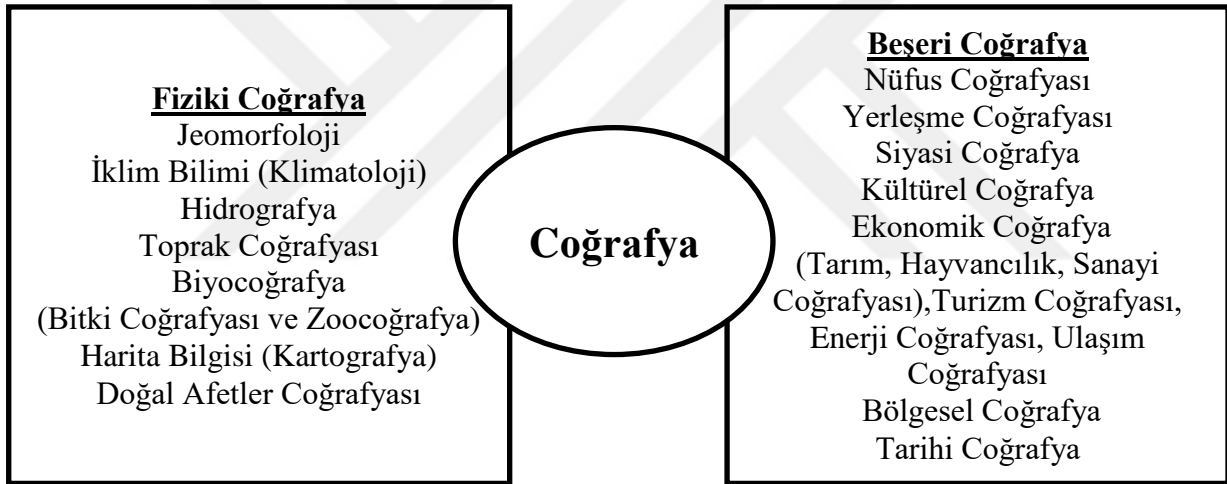 Fiziki Coğrafya
Jeomorfoloji
İklim Bilimi (Klimatoloji)
Hidrografya
Toprak Coğrafyası
Biyocoğrafya
(Bitki Coğrafyası ve Zoocoğrafya)
Harita Bilgisi (Kartografya)
Doğal Afetler Coğrafyası
Coğrafya
Beşeri Coğrafya
Nüfus Coğrafyası
Yerleşme Coğrafyası
Siyasi Coğrafya
Kültürel Coğrafya
Ekonomik Coğrafya
(Tarım, Hayvancılık, Sanayi
Coğrafyası),Turizm Coğrafyası,
Enerji Coğrafyası, Ulaşım
Coğrafyası
Bölgesel Coğrafya
Tarihi Coğrafya